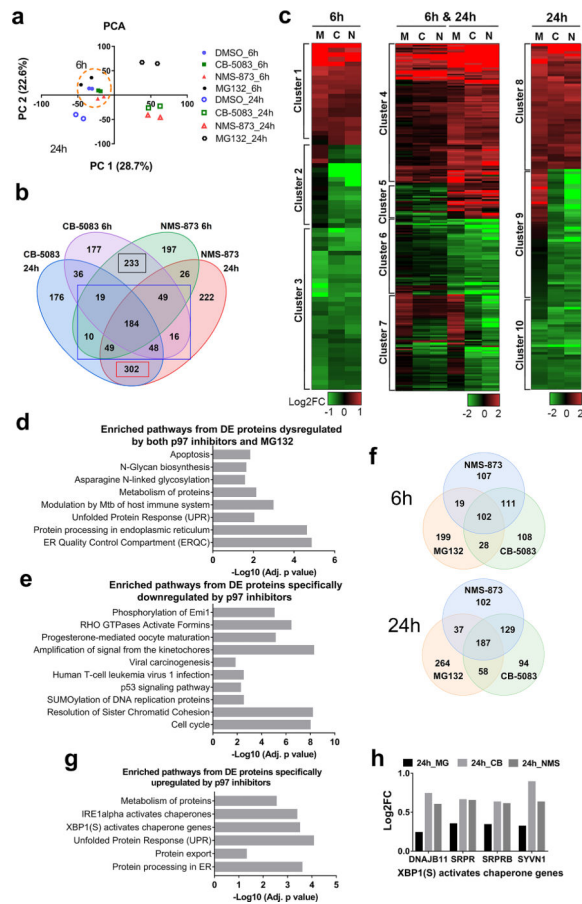 a
PCA
PC 2 (22.6%)
PC 1 (28.7%)
6h
24h
100
50
-50
-100
-100
-50
50
100
DMSO_6h
CB-5083_6h
NMS-873_6h
MG132_6h
DMSO_24h
CB-5083_24h
NMS-873_24h
MG132_24h
b
CB-5083 6h
NMS-873 6h
CB-5083
24h
NMS-873
24h
177
197
233
36
26
176
19
49
222
184
10
16
49
48
302
c
6h
6h & 24h
24h
M C N
M C N M C N
M C N
Cluster 1
Cluster 2
Cluster 3
Cluster 4
Cluster 5
Cluster 6
Cluster 7
Cluster 8
Cluster 9
Cluster 10
Log2FC
-1 0 1
-2 0 2
-2 0 2
d
Enriched pathways from DE proteins dysregulated
by both p97 inhibitors and MG132
Apoptosis
N-Glycan biosynthesis
Asparagine N-linked glycosylation
Metabolism of proteins
Modulation by Mtb of host immune system
Unfolded Protein Response (UPR)
Protein processing in endoplasmic reticulum
ER Quality Control Compartment (ERQC)
0 2 4 6
-Log10 (Adj. p value)
e
Enriched pathways from DE proteins specifically
downregulated by p97 inhibitors
Phosphorylation of Emi1
RHO GTPases Activate Formins
Progesterone-mediated oocyte maturation
Amplification of signal from the kinetochores
Viral carcinogenesis
Human T-cell leukemia virus 1 infection
p53 signaling pathway
SUMOylation of DNA replication proteins
Resolution of Sister Chromatid Cohesion
Cell cycle
0 2 4 6 8 10
-Log10 (Adj. p value)
f
6h
NMS-873
107
19
111
102
199
MG132
28
108
CB-5083
24h
NMS-873
102
37
129
187
264
MG132
58
94
CB-5083
g
Enriched pathways from DE proteins specifically
upregulated by p97 inhibitors
Metabolism of proteins
IRE1alpha activates chaperones
XBP1(S) activates chaperone genes
Unfolded Protein Response (UPR)
Protein export
Protein processing in ER
0 1 2 3 4 5
-Log10 (Adj. p value)
h
24h_MG 24h_CB 24h_NMS
Log2FC
1.0
0.5
0.0
DNAJB11 SRPR SRPRB SYVN1
XBP1(S) activates chaperone genes